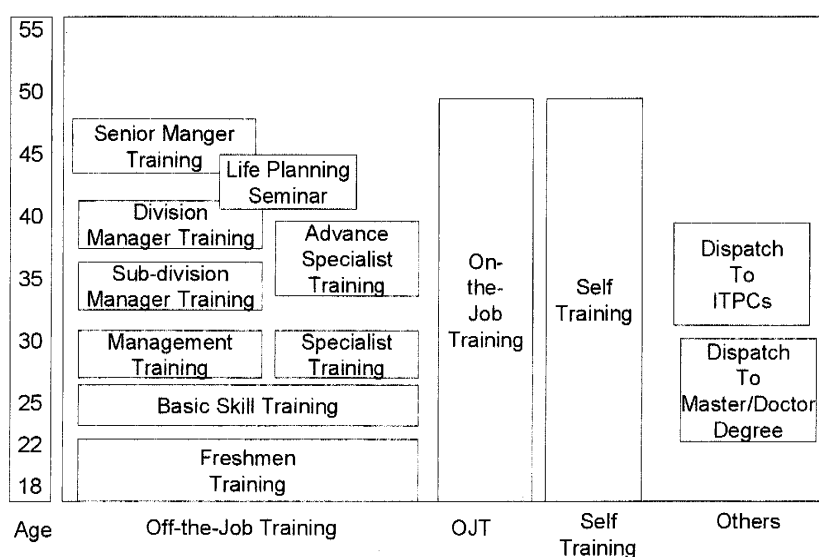 55
50
45
40
35
30
25
22
18
Age
Senior Manger
Training
Life Planning
Seminar
Division
Manager Training
Advance
Specialist
Training
Sub-division
Manager Training
Management
Training
Specialist
Training
Basic Skill Training
Freshmen
Training
Off-the-Job Training
On-
the-
Job
Training
OJT
Self
Training
Self
Training
Dispatch
To
ITPCs
Dispatch
To
Master/Doctor
Degree
Others